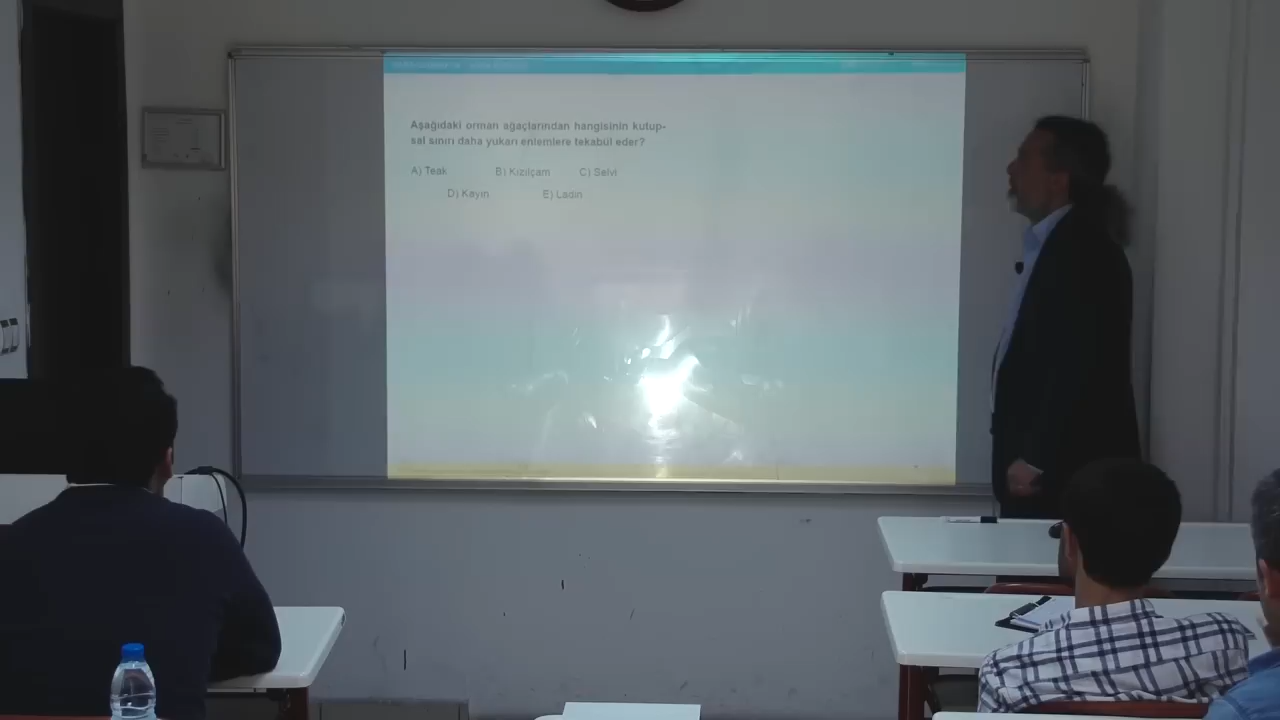 Aşağıdaki orman ağaçlarından hangisinin kutup-
sal sınırı daha yukarı enlemlere tekabül eder?
A) Teak B) Kızılçam C) Selvi
D) Kayın E) Ladin